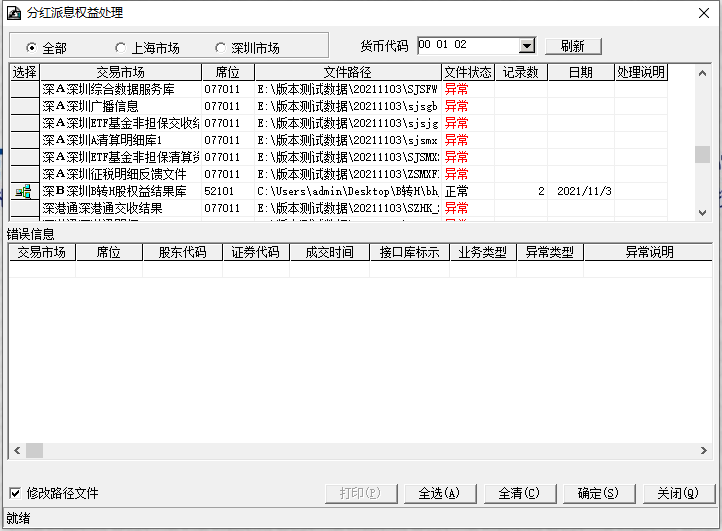 分红派息权益处理
全部 上海市场 深圳市场 货币代码 00 01 02 刷新
选择 交易市场 席位 文件路径 文件状态 记录数 日期 处理说明
深A深圳综合数据服务库 077011 E:\版本测试数据\20211103\SJSFW 异常
深A深圳广播信息 077011 E:\版本测试数据\20211103\sjsgb 异常
深A深圳ETF基金非担保交收结 077011 E:\版本测试数据\20211103\sjsjg 异常
深A深圳A清算明细库1 077011 E:\版本测试数据\20211103\sjsmx 异常
深A深圳ETF基金非担保清算资 077011 E:\版本测试数据\20211103\SJSMX 异常
深A深圳征税明细反馈文件 077011 E:\版本测试数据\20211103\ZSMXF 异常
深B深圳B转H股权益结果库 52101 C:\Users\admin\Desktop\B转H\bh 正常 2 2021/11/3
深港通深港通交收结果 077011 E:\版本测试数据\20211103\SZHK_ 异常
错误信息
交易市场 席位 股东代码 证券代码 成交时间 接口库标示 业务类型 异常类型 异常说明
修改路径文件 打印(P) 全选(A) 全清(C) 确定(S) 关闭(Q)
就绪